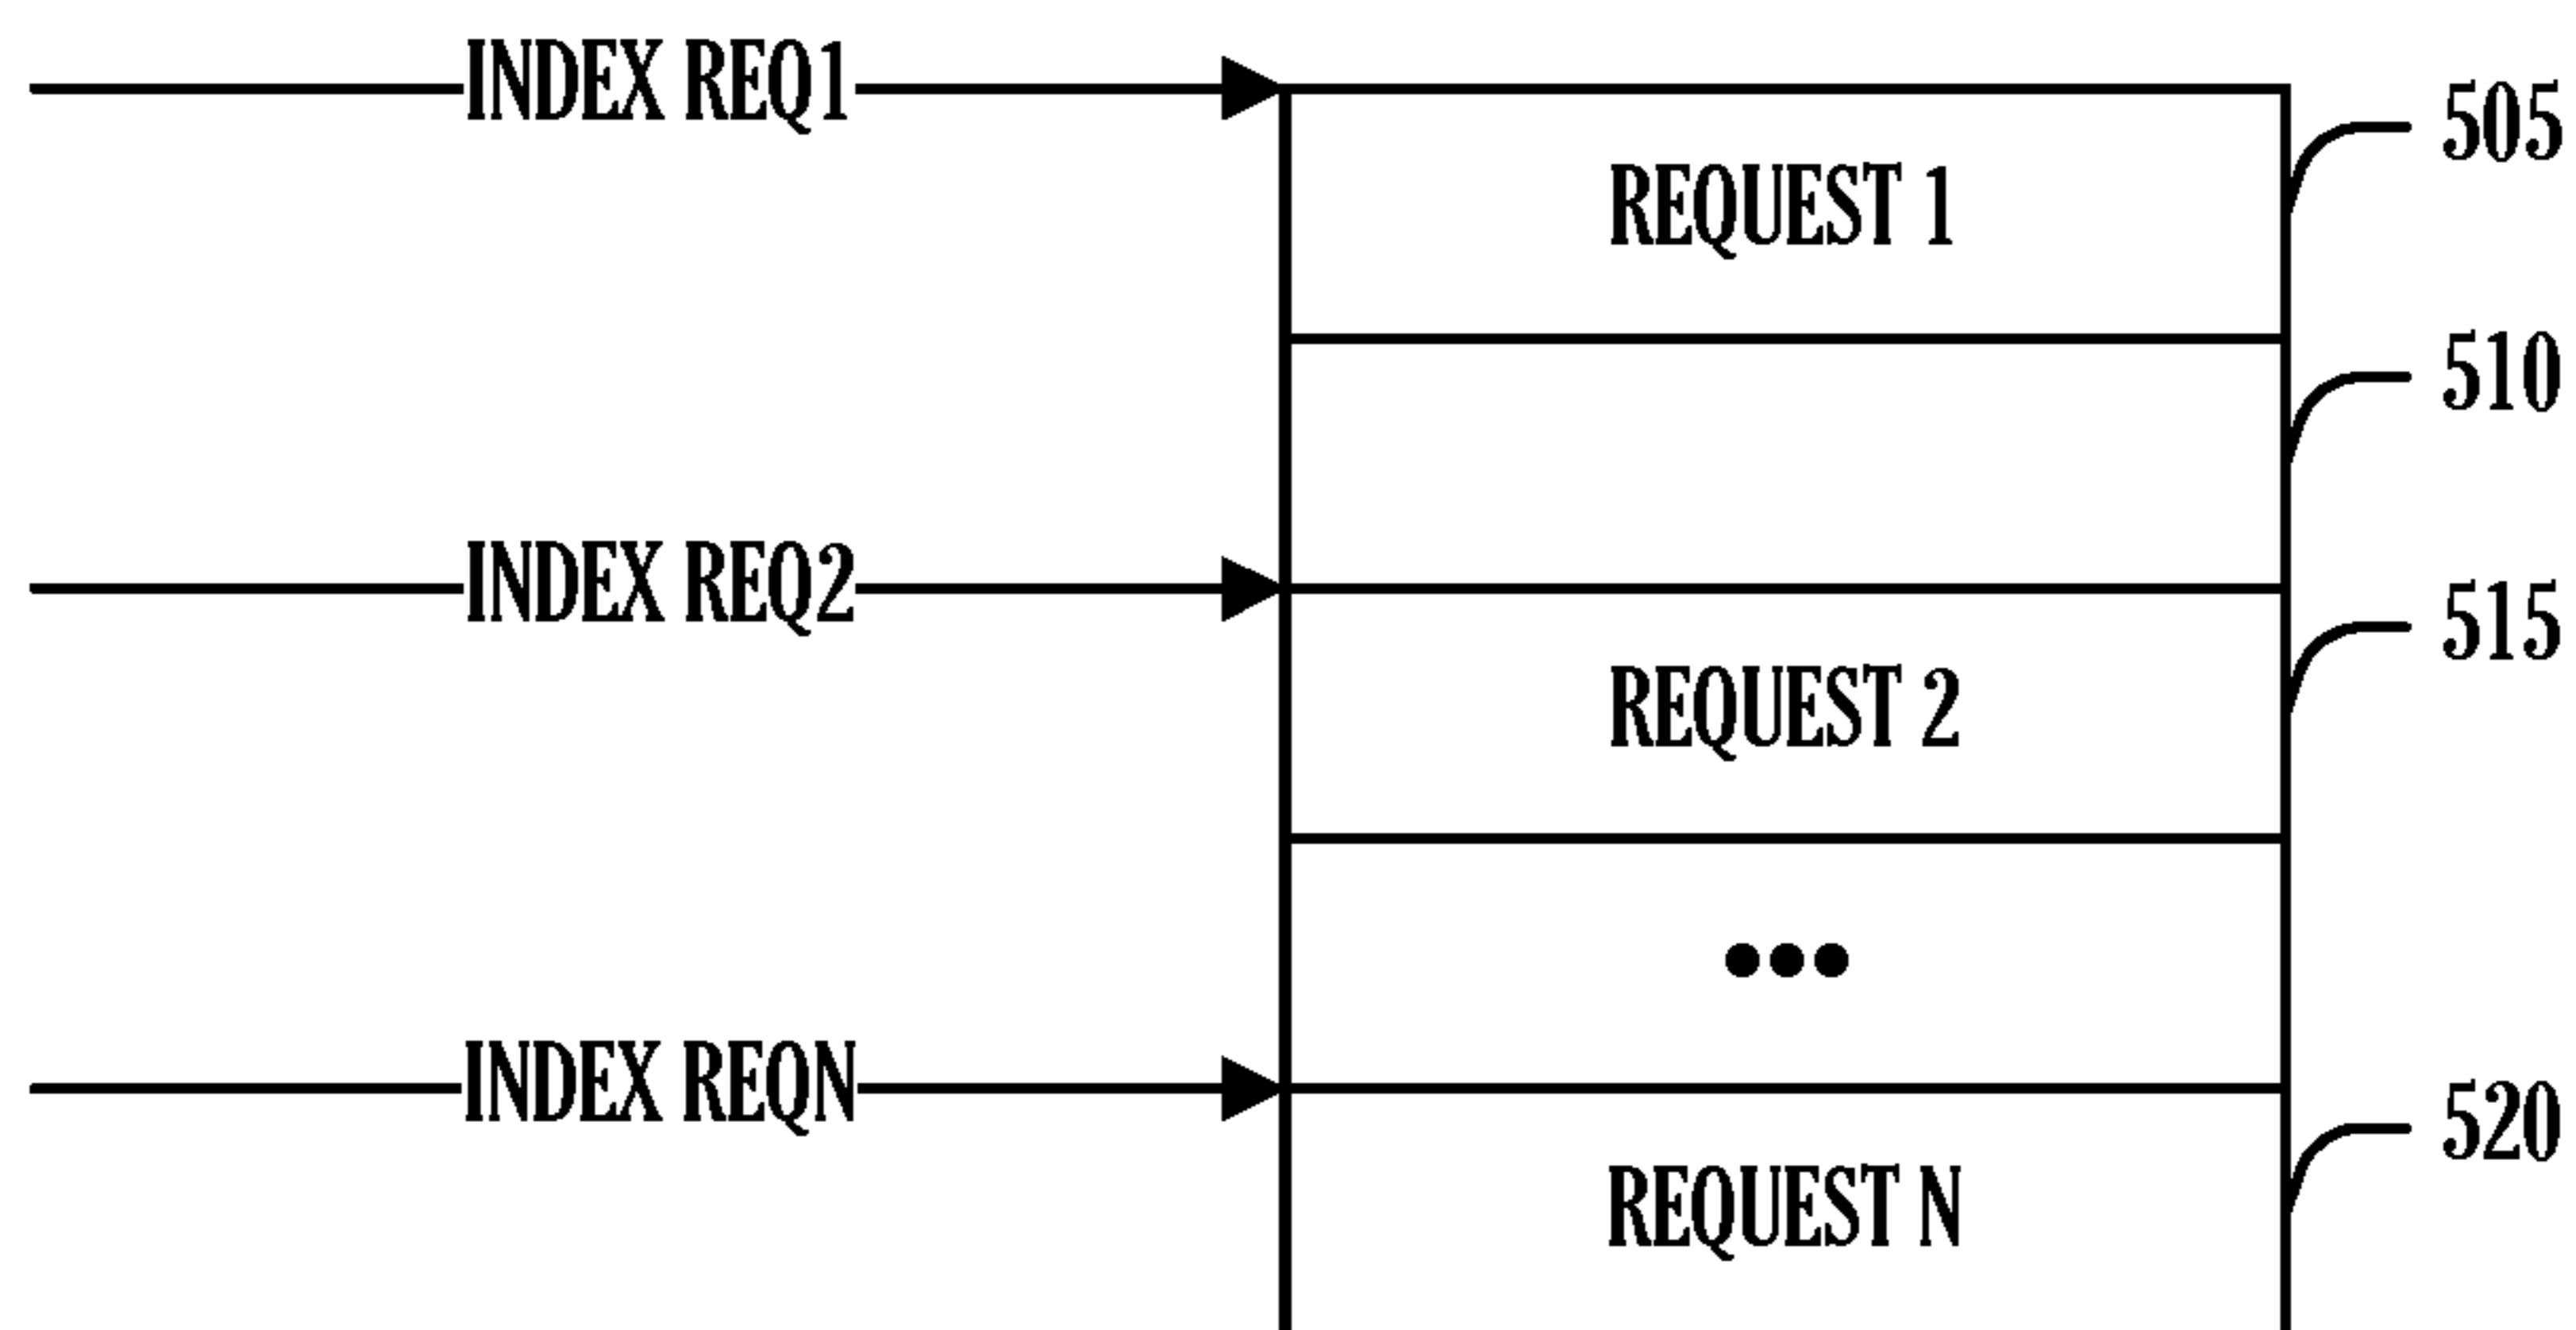 INDEX REQ1
505
REQUEST 1
510
INDEX REQ2
515
REQUEST 2
•••
INDEX REQN
520
REQUEST N